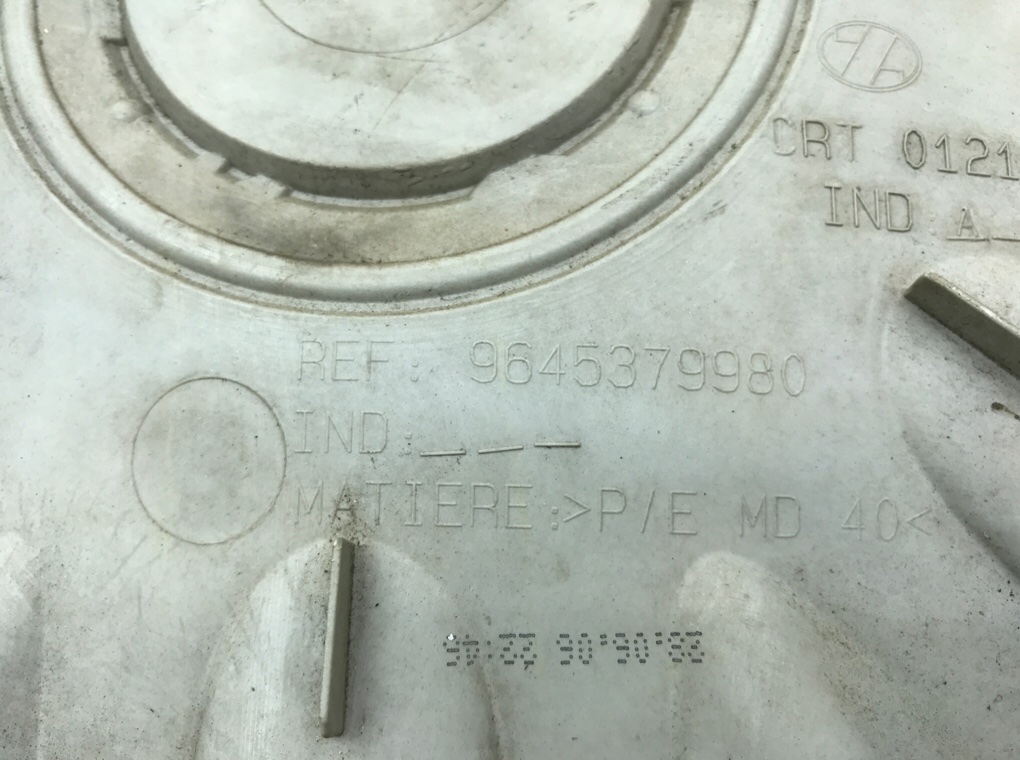 CRT 0121
IND A _
REF: 9645379980
IND: _ _ _
MATIERE:>P/E MD 40<